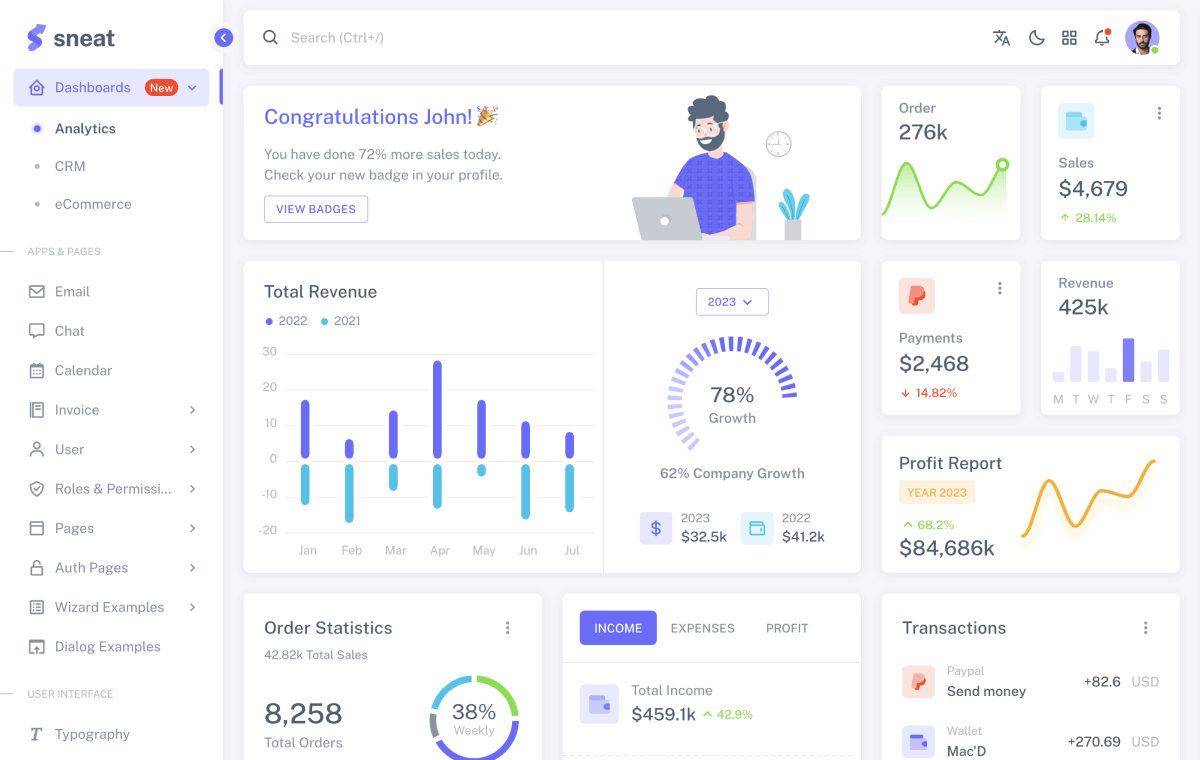 sneat
Dashboards New
Analytics
CRM
eCommerce
APPS & PAGES
Email
Chat
Calendar
Invoice
User
Roles & Permissi...
Pages
Auth Pages
Wizard Examples
Dialog Examples
USER INTERFACE
Typography
Search (Ctrl+/)
Congratulations John! 🎉
You have done 72% more sales today.
Check your new badge in your profile.
VIEW BADGES
Order
276k
Sales
$4,679
28.14%
Total Revenue
2022 2021
30
20
10
0
-10
-20
Jan Feb Mar Apr May Jun Jul
2023
78%
Growth
62% Company Growth
2023
$32.5k
2022
$41.2k
Payments
$2,468
14.82%
Revenue
425k
M T W T F S S
Profit Report
YEAR 2023
68.2%
$84,686k
Order Statistics
42.82k Total Sales
8,258
Total Orders
38%
Weekly
INCOME EXPENSES PROFIT
Total Income
$459.1k 42.9%
Transactions
Paypal
Send money
+82.6 USD
Wallet
Mac'D
+270.69 USD